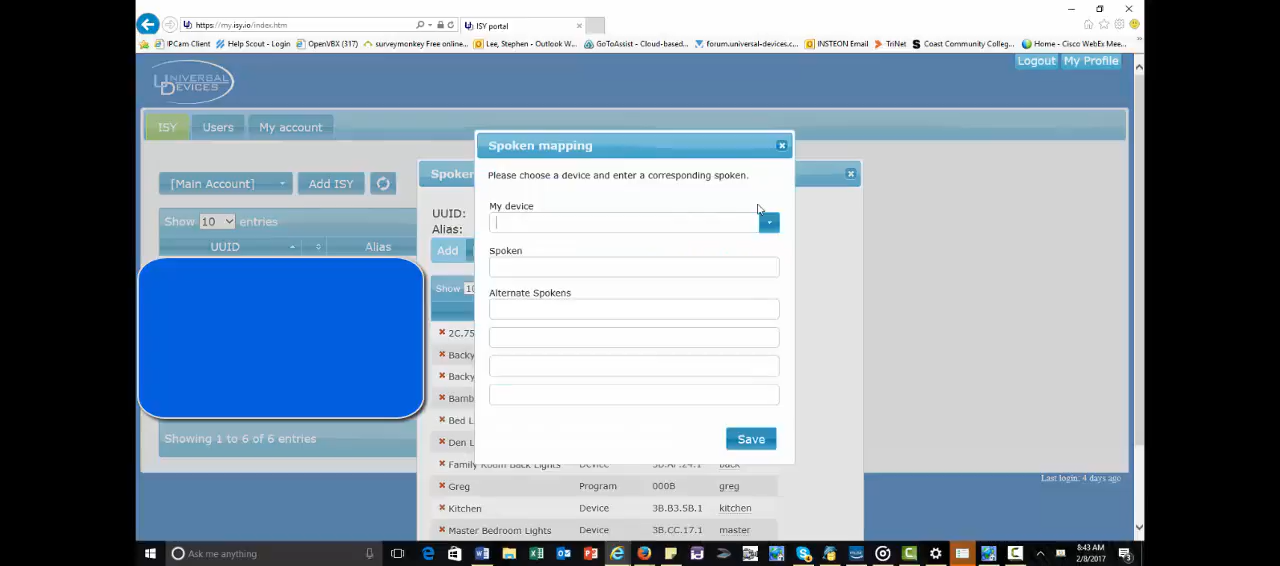 https://my.isy.io/index.htm
ISY portal
IPCam Client
Help Scout - Login
OpenVBX (317)
surveymonkey Free online...
Lee, Stephen - Outlook W...
GoToAssist - Cloud-based...
forum.universal-devices.c...
INSTEON Email
TriNet
Coast Community Colleg...
Home - Cisco WebEx Mee...
UNIVERSAL DEVICES
Logout
My Profile
ISY
Users
My account
[Main Account]
Add ISY
Show 10 entries
UUID
Alias
Showing 1 to 6 of 6 entries
Spoken
UUID:
Alias:
Add
Show 10
2C.75
Backy
Backy
Bamb
Bed L
Den L
Family Room Back Lights Device 3B.AF.24.1 back
Greg Program 000B greg
Kitchen Device 3B.B3.5B.1 kitchen
Master Bedroom Lights Device 3B.CC.17.1 master
Spoken mapping
Please choose a device and enter a corresponding spoken.
My device
Spoken
Alternate Spokens
Save
Last login: 4 days ago
Ask me anything
8:43 AM
2/8/2017